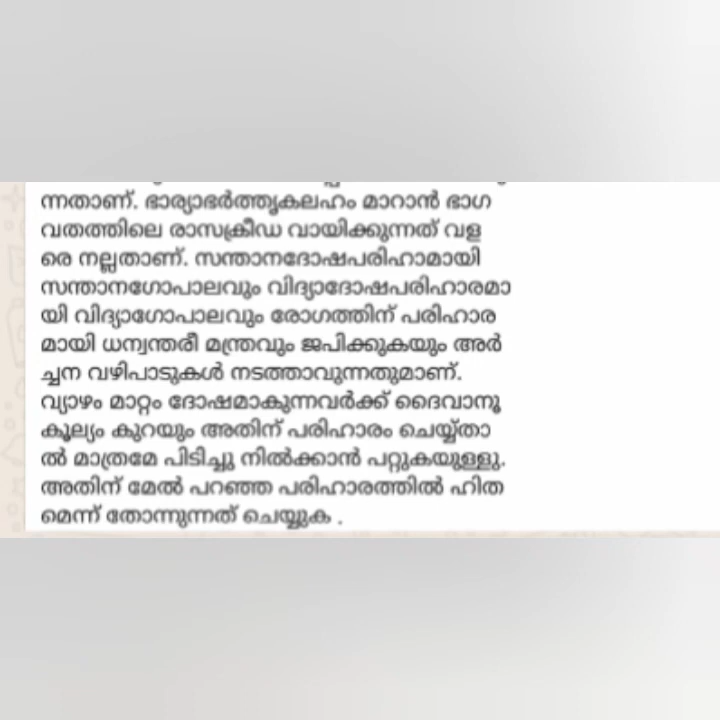 ന്നതാണ്. ഭാര്യാഭർത്തൃകലഹം മാറാൻ ഭാഗ
വതത്തിലെ രാസക്രീഡ വായിക്കുന്നത് വള
രെ നല്ലതാണ്. സന്താനദോഷപരിഹാമായി
സന്താനഗോപാലവും വിദ്യാദോഷപരിഹാരമാ
യി വിദ്യാഗോപാലവും രോഗത്തിന് പരിഹാര
മായി ധന്വന്തരീ മന്ത്രവും ജപിക്കുകയും അർ
ച്ചന വഴിപാടുകൾ നടത്താവുന്നതുമാണ്.
വ്യാഴം മാറ്റം ദോഷമാകുന്നവർക്ക് ദൈവാനൂ
കൂല്യം കുറയും അതിന് പരിഹാരം ചെയ്യ്താ
ൽ മാത്രമേ പിടിച്ചു നിൽക്കാൻ പറ്റുകയുള്ളു.
അതിന് മേൽ പറഞ്ഞ പരിഹാരത്തിൽ ഹിത
മെന്ന് തോന്നുന്നത് ചെയ്യുക .